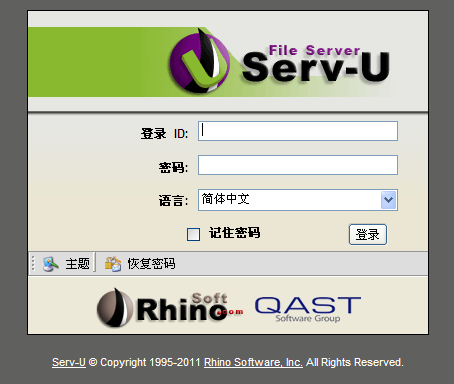 File Server
Serv-U
登录 ID:
密码:
语言: 简体中文
记住密码 登录
主题 恢复密码
RhinoSoft.com QAST
Software Group
Serv-U © Copyright 1995-2011 Rhino Software, Inc. All Rights Reserved.